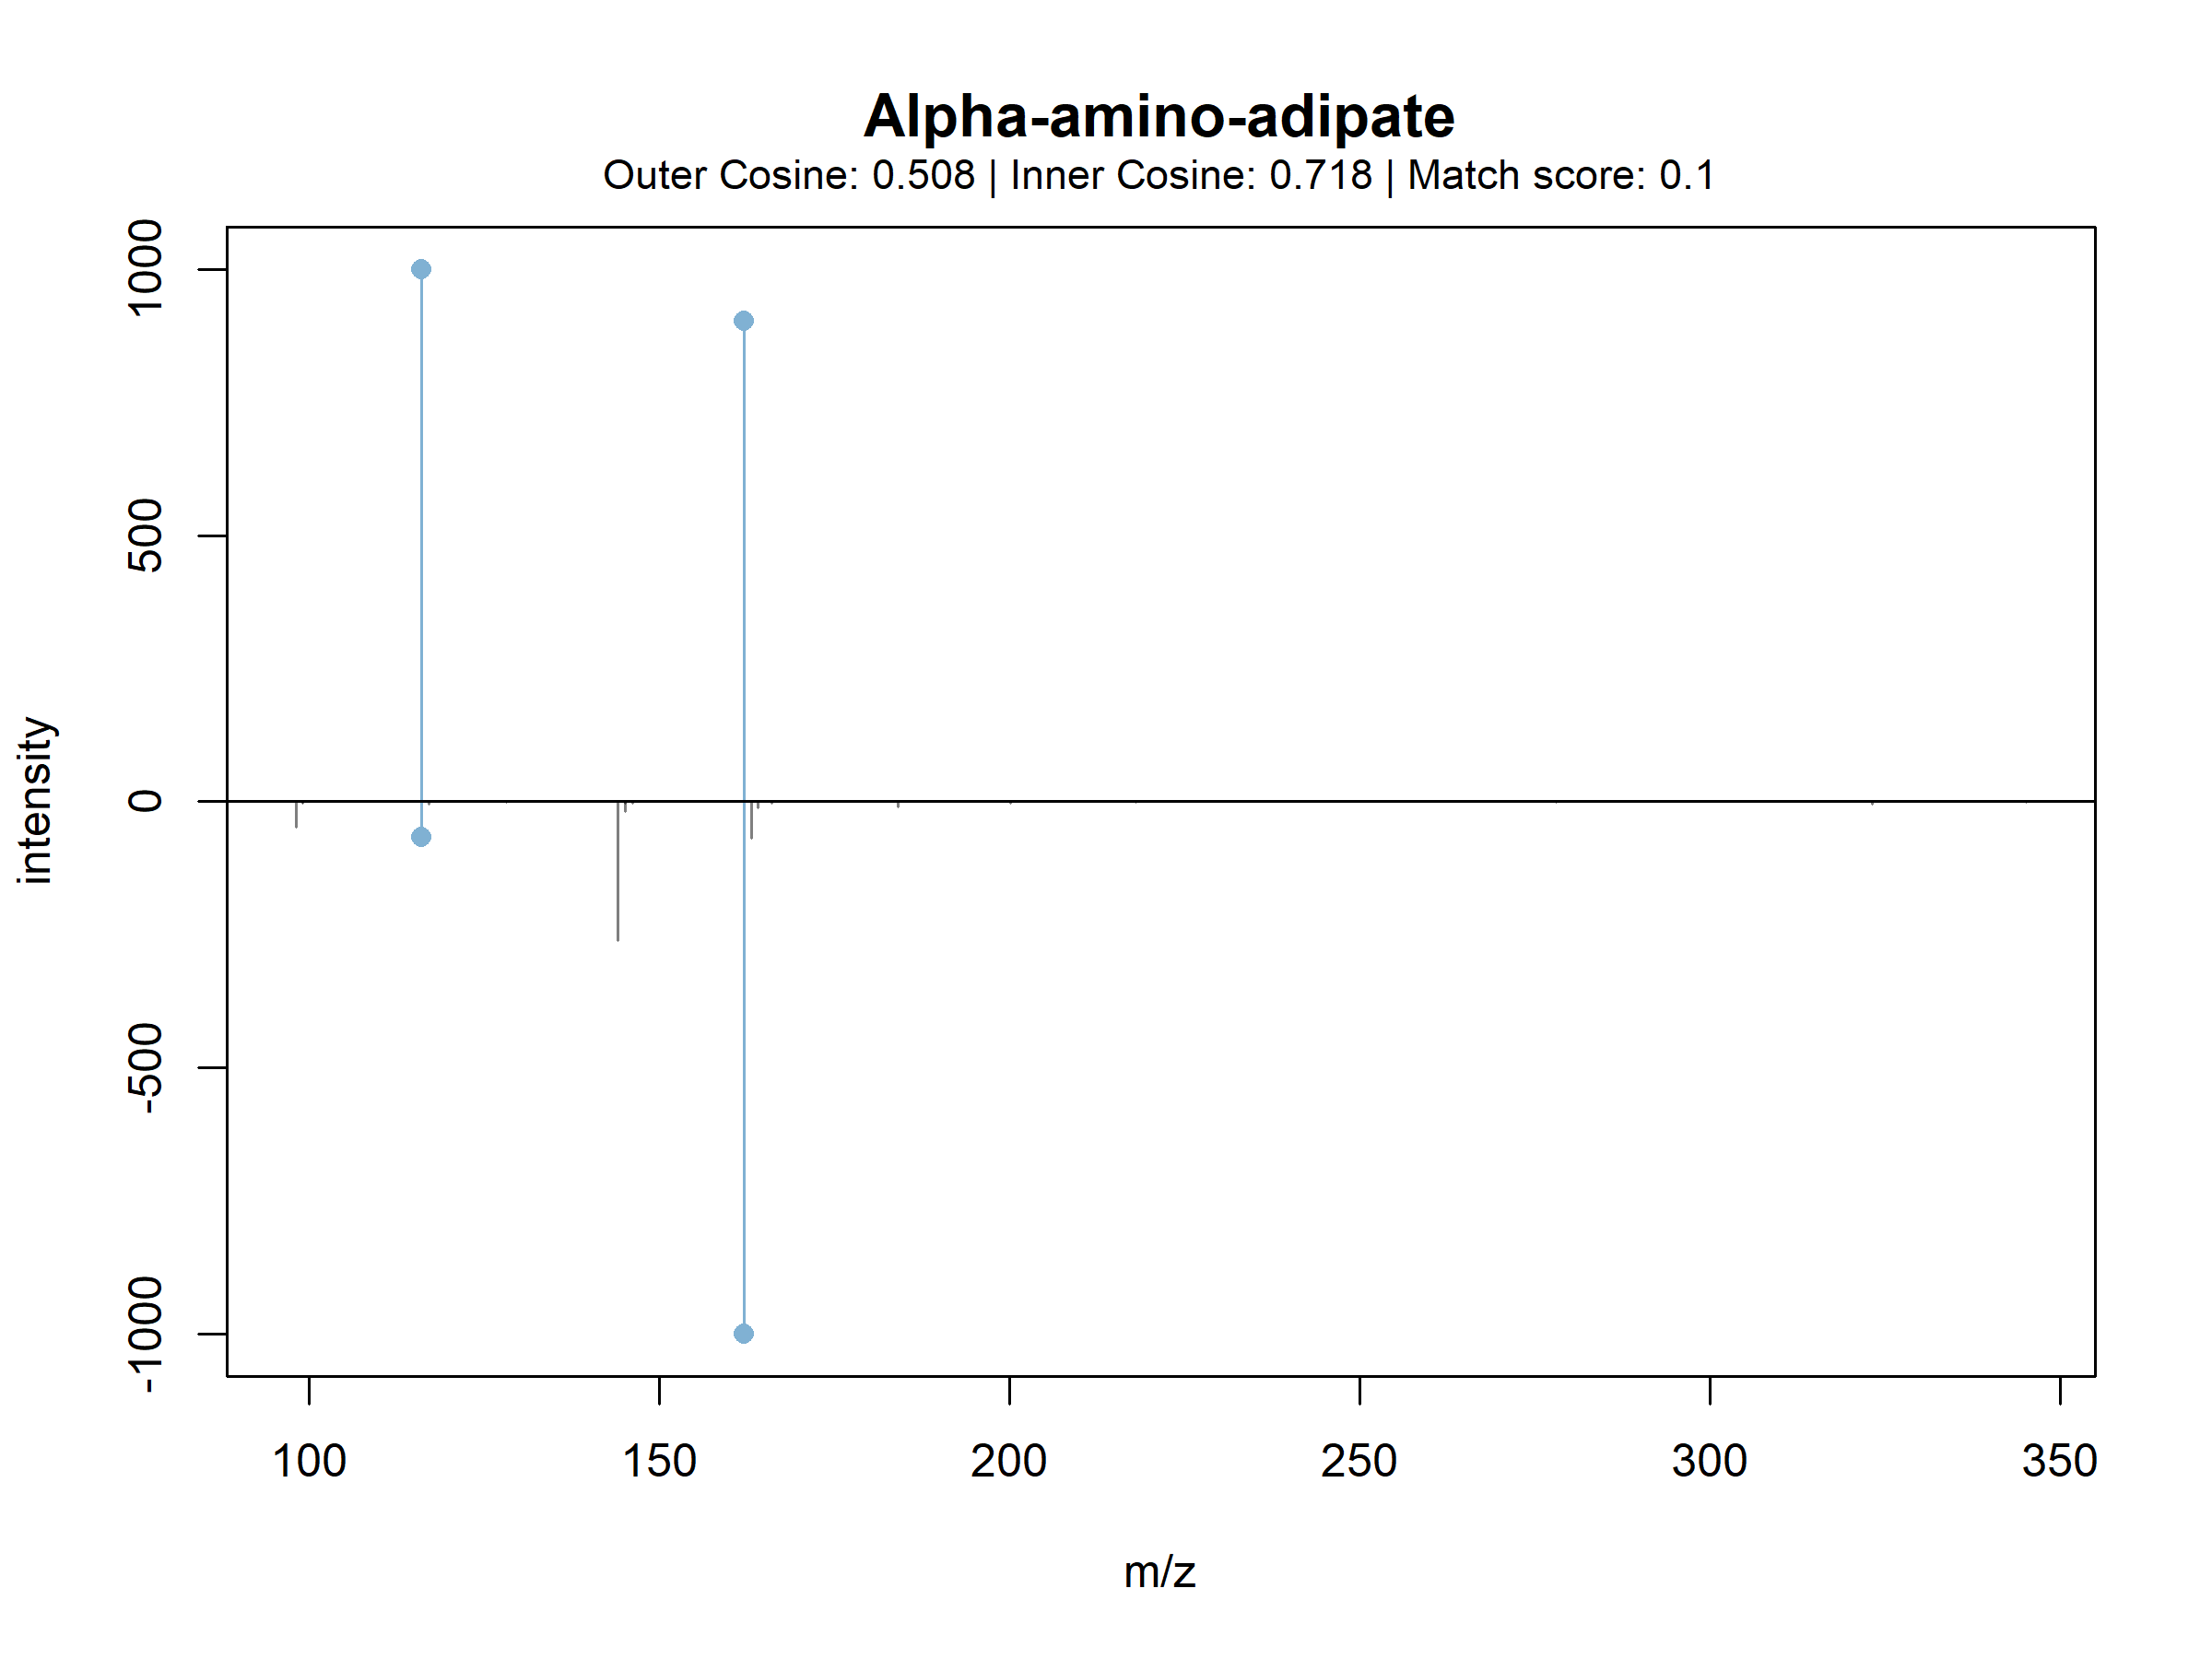 Alpha-amino-adipate
Outer Cosine: 0.508 | Inner Cosine: 0.718 | Match score: 0.1
1000
500
0
-500
-1000
intensity
100 150 200 250 300 350
m/z